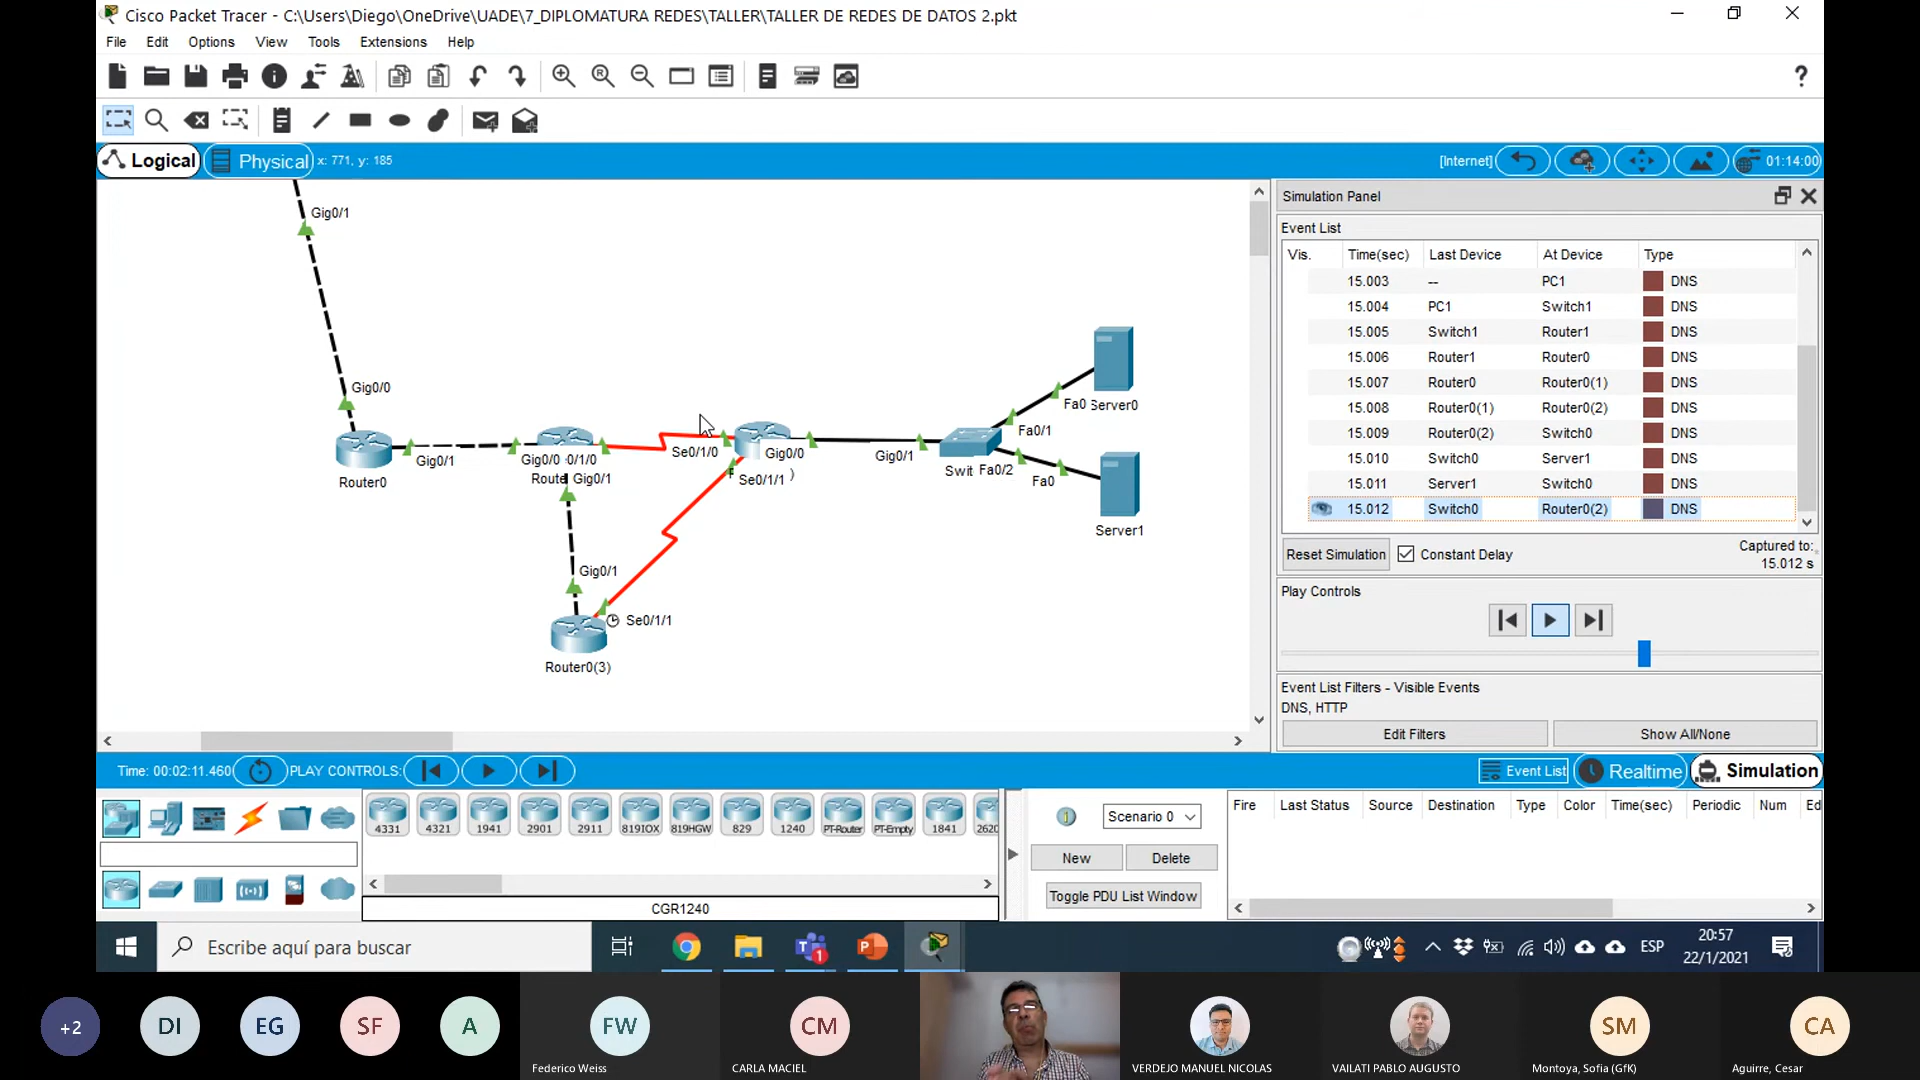 Cisco Packet Tracer - C:\Users\Diego\OneDrive\UADE\7_DIPLOMATURA REDES\TALLER\TALLER DE REDES DE DATOS 2.pkt
File Edit Options View Tools Extensions Help
?
Logical Physical x: 771, y: 185 [Internet] 01:14:00
Gig0/1
Gig0/0
Router0
Gig0/1
Gig0/0
0/1/0
Gig0/1
Se0/1/0
Gig0/0
Se0/1/1 )
Gig0/1
Swit
Fa0/1
Fa0/2
Fa0
Server0
Fa0
Server1
Gig0/1
Se0/1/1
Router0(3)
Simulation Panel
Event List
Vis. Time(sec) Last Device At Device Type
15.003 -- PC1 DNS
15.004 PC1 Switch1 DNS
15.005 Switch1 Router1 DNS
15.006 Router1 Router0 DNS
15.007 Router0 Router0(1) DNS
15.008 Router0(1) Router0(2) DNS
15.009 Router0(2) Switch0 DNS
15.010 Switch0 Server1 DNS
15.011 Server1 Switch0 DNS
15.012 Switch0 Router0(2) DNS
Reset Simulation Constant Delay Captured to:
15.012 s
Play Controls
Event List Filters - Visible Events
DNS, HTTP
Edit Filters Show All/None
Time: 00:02:11.460 PLAY CONTROLS: Event List Realtime Simulation
4331 4321 1941 2901 2911 819IOX 819HGW 829 1240 PT-Router PT-Empty 1841 2620
CGR1240
Scenario 0
New Delete
Toggle PDU List Window
Fire Last Status Source Destination Type Color Time(sec) Periodic Num Ed
Escribe aquí para buscar
1
ESP
20:57
22/1/2021
+2 DI EG SF A FW CM SM CA
Federico Weiss CARLA MACIEL VERDEJO MANUEL NICOLAS VAILATI PABLO AUGUSTO Montoya, Sofia (GfK) Aguirre, Cesar